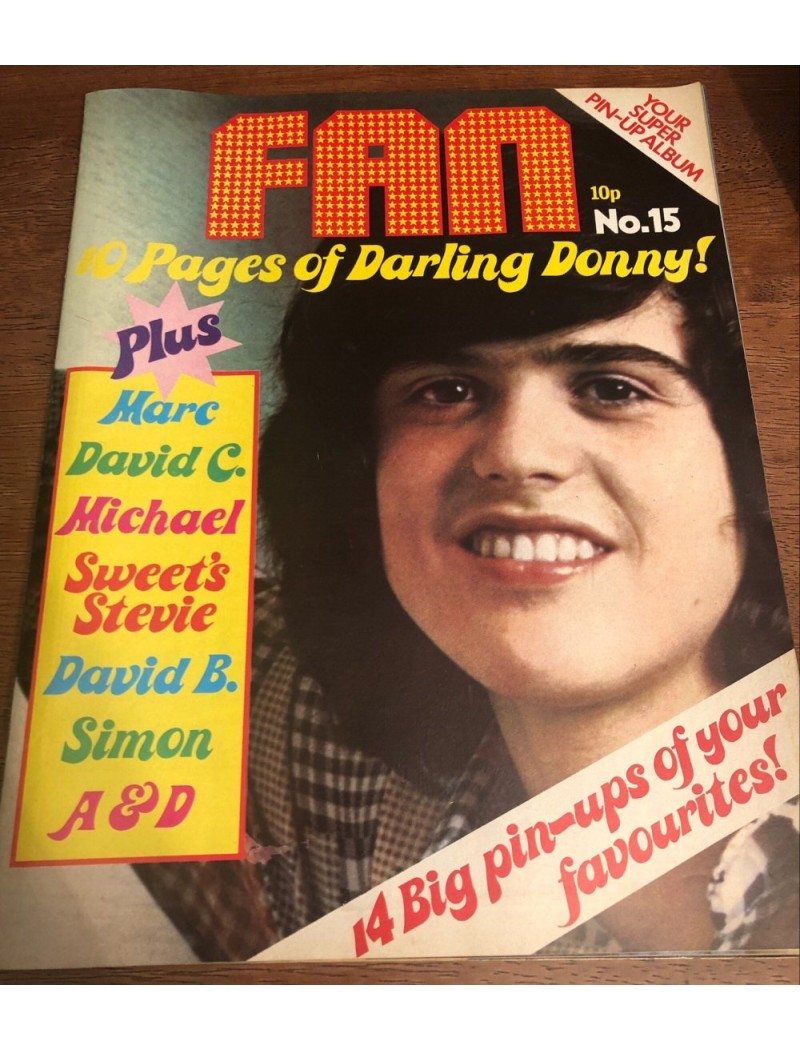 FAN
YOUR
SUPER
PIN-UP ALBUM
10p
No.15
10 Pages of Darling Donny!
Plus
Marc
David C.
Michael
Sweet's
Stevie
David B.
Simon
A & D
14 Big pin-ups of your
favourites!